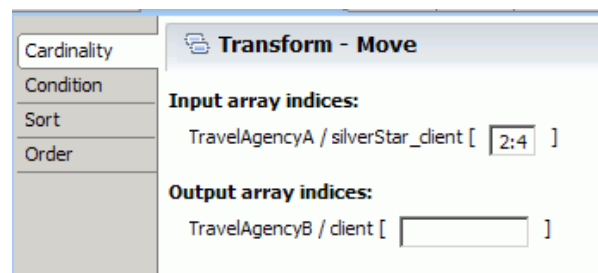 Cardinality
Condition
Sort
Order
Transform - Move
Input array indices:
TravelAgencyA / silverStar_client [ 2:4 ]
Output array indices:
TravelAgencyB / client [ ]